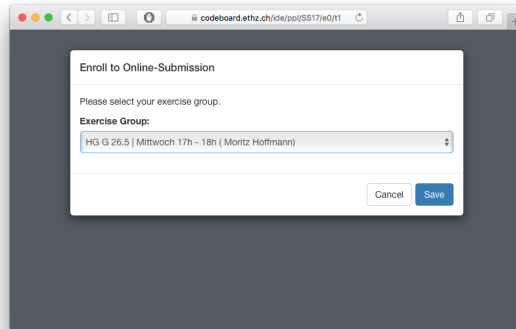 codeboard.ethz.ch/ide/ppl/SS17/e0/t1
Enroll to Online-Submission
Please select your exercise group.
Exercise Group:
HG G 26.5 | Mittwoch 17h - 18h ( Moritz Hoffmann)
Cancel
Save